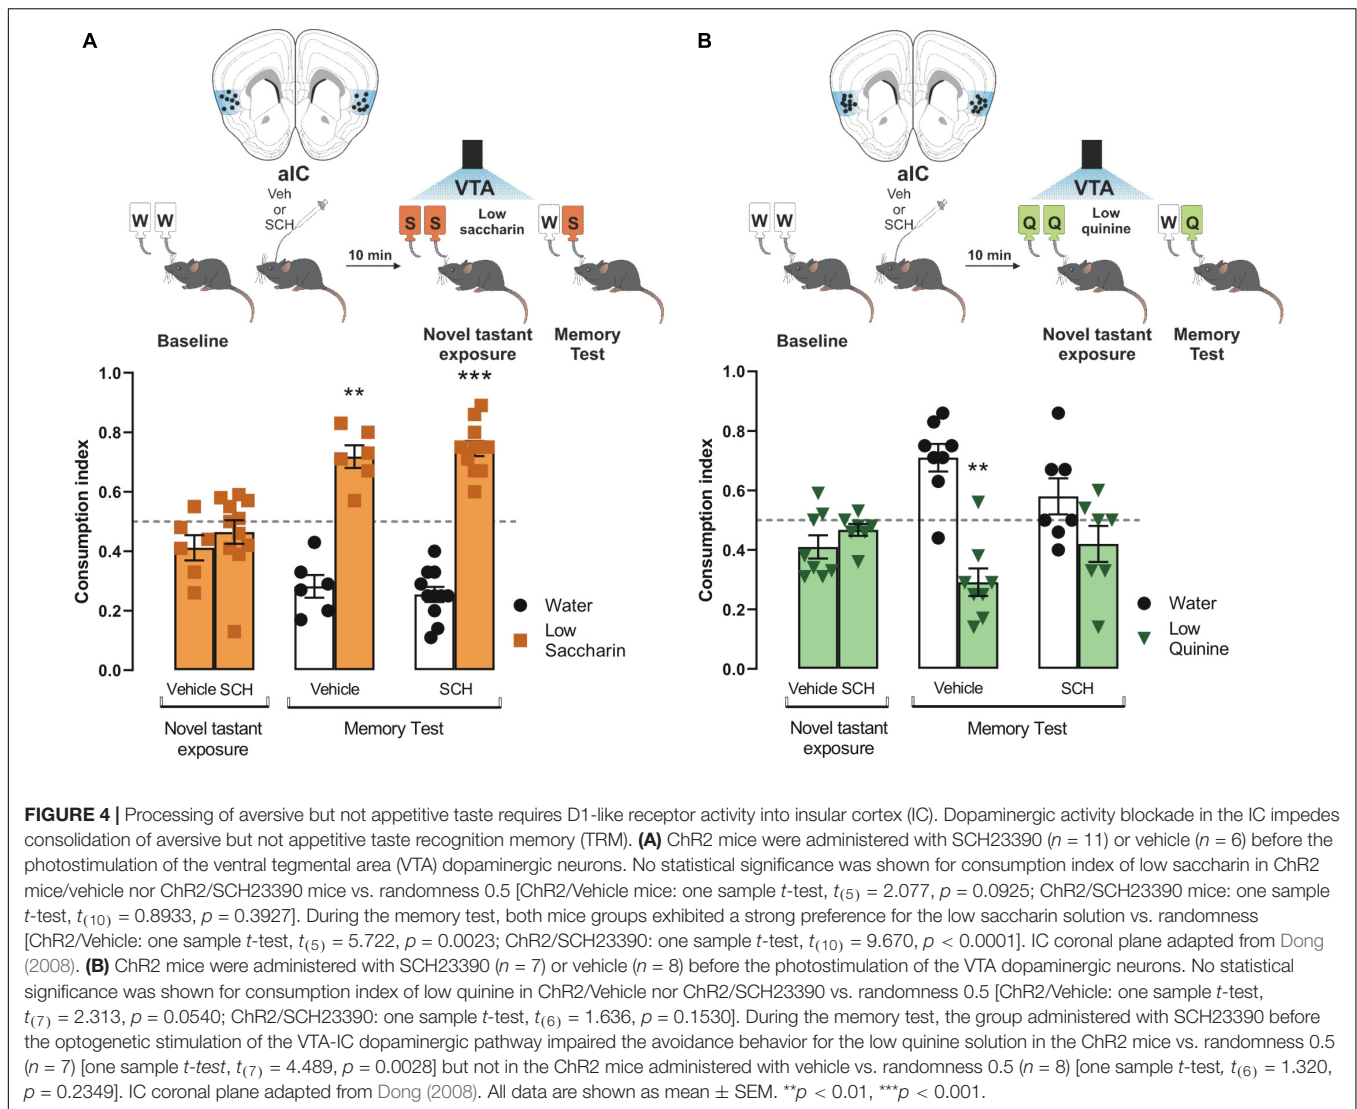 A
aIC
Veh
or
SCH
VTA
W W
S S
Low
saccharin
W S
10 min
Baseline
Novel tastant
exposure
Memory
Test
Consumption index
1.0
0.8
0.6
0.4
0.2
0.0
**
***
Water
Low
Saccharin
Vehicle SCH
Vehicle
SCH
Novel tastant
exposure
Memory Test
B
aIC
Veh
or
SCH
VTA
W W
Q Q
Low
quinine
W Q
10 min
Baseline
Novel tastant
exposure
Memory
Test
Consumption index
1.0
0.8
0.6
0.4
0.2
0.0
**
Water
Low
Quinine
Vehicle SCH
Vehicle
SCH
Novel tastant
exposure
Memory Test
FIGURE 4 | Processing of aversive but not appetitive taste requires D1-like receptor activity into insular cortex (IC). Dopaminergic activity blockade in the IC impedes
consolidation of aversive but not appetitive taste recognition memory (TRM). (A) ChR2 mice were administered with SCH23390 (n = 11) or vehicle (n = 6) before the
photostimulation of the ventral tegmental area (VTA) dopaminergic neurons. No statistical significance was shown for consumption index of low saccharin in ChR2
mice/vehicle nor ChR2/SCH23390 mice vs. randomness 0.5 [ChR2/Vehicle mice: one sample t-test, t(5) = 2.077, p = 0.0925; ChR2/SCH23390 mice: one sample
t-test, t(10) = 0.8933, p = 0.3927]. During the memory test, both mice groups exhibited a strong preference for the low saccharin solution vs. randomness
[ChR2/Vehicle: one sample t-test, t(5) = 5.722, p = 0.0023; ChR2/SCH23390: one sample t-test, t(10) = 9.670, p < 0.0001]. IC coronal plane adapted from Dong
(2008). (B) ChR2 mice were administered with SCH23390 (n = 7) or vehicle (n = 8) before the photostimulation of the VTA dopaminergic neurons. No statistical
significance was shown for consumption index of low quinine in ChR2/Vehicle nor ChR2/SCH23390 vs. randomness 0.5 [ChR2/Vehicle: one sample t-test,
t(7) = 2.313, p = 0.0540; ChR2/SCH23390: one sample t-test, t(6) = 1.636, p = 0.1530]. During the memory test, the group administered with SCH23390 before
the optogenetic stimulation of the VTA-IC dopaminergic pathway impaired the avoidance behavior for the low quinine solution in the ChR2 mice vs. randomness 0.5
(n = 7) [one sample t-test, t(7) = 4.489, p = 0.0028] but not in the ChR2 mice administered with vehicle vs. randomness 0.5 (n = 8) [one sample t-test, t(6) = 1.320,
p = 0.2349]. IC coronal plane adapted from Dong (2008). All data are shown as mean ± SEM. **p < 0.01, ***p < 0.001.